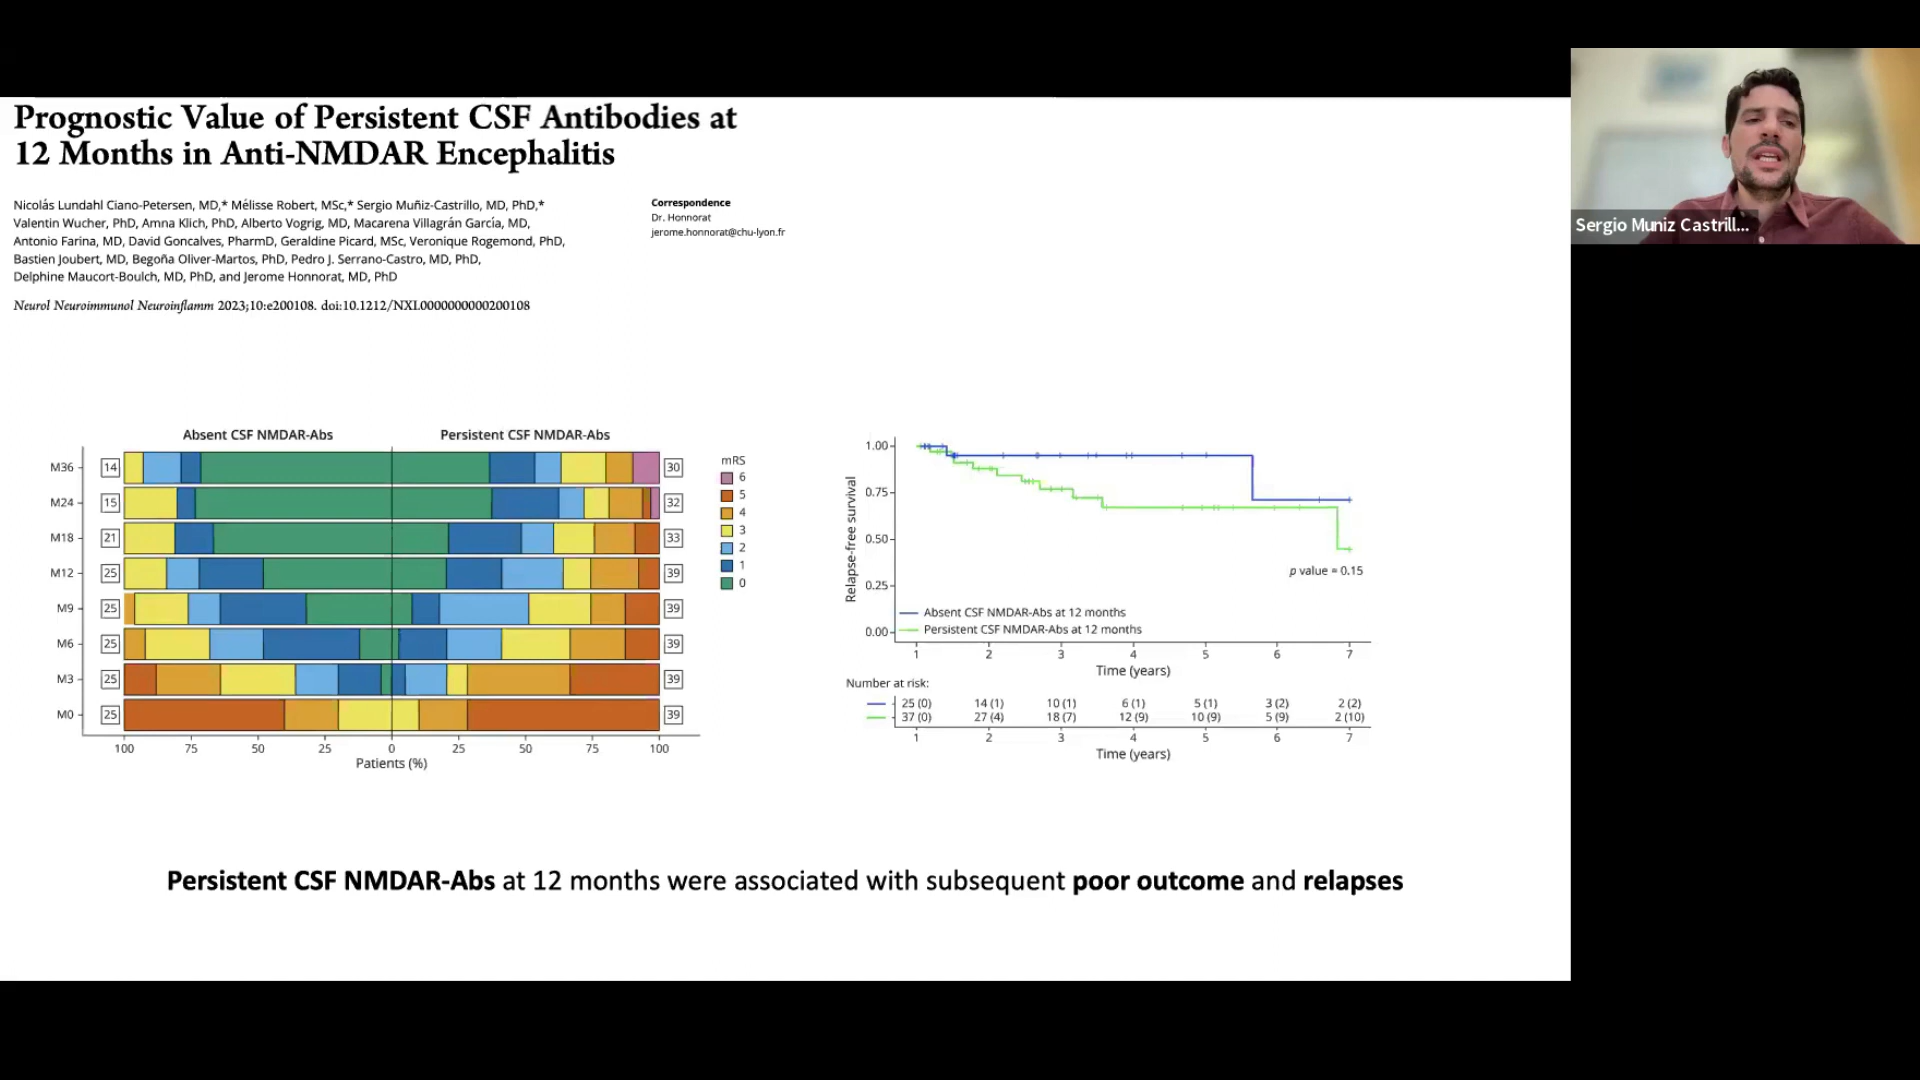 Prognostic Value of Persistent CSF Antibodies at
12 Months in Anti-NMDAR Encephalitis
Nicolás Lundahl Ciano-Petersen, MD,* Mélisse Robert, MSc,* Sergio Muñiz-Castrillo, MD, PhD,*
Valentin Wucher, PhD, Amna Klich, PhD, Alberto Vogrig, MD, Macarena Villagrán García, MD,
Antonio Farina, MD, David Goncalves, PharmD, Geraldine Picard, MSc, Veronique Rogemond, PhD,
Bastien Joubert, MD, Begoña Oliver-Martos, PhD, Pedro J. Serrano-Castro, MD, PhD,
Delphine Maucort-Boulch, MD, PhD, and Jerome Honnorat, MD, PhD
Neurol Neuroimmunol Neuroinflamm 2023;10:e200108. doi:10.1212/NXI.0000000000200108
Correspondence
Dr. Honnorat
jerome.honnorat@chu-lyon.fr
Sergio Muniz Castrill...
Absent CSF NMDAR-Abs Persistent CSF NMDAR-Abs
M36 14 30
M24 15 32
M18 21 33
M12 25 39
M9 25 39
M6 25 39
M3 25 39
M0 25 39
100 75 50 25 0 25 50 75 100
Patients (%)
mRS
6
5
4
3
2
1
0
Relapse-free survival
1.00
0.75
0.50
0.25
0.00
p value = 0.15
Absent CSF NMDAR-Abs at 12 months
Persistent CSF NMDAR-Abs at 12 months
1 2 3 4 5 6 7
Time (years)
Number at risk:
25 (0) 14 (1) 10 (1) 6 (1) 5 (1) 3 (2) 2 (2)
37 (0) 27 (4) 18 (7) 12 (9) 10 (9) 5 (9) 2 (10)
1 2 3 4 5 6 7
Time (years)
Persistent CSF NMDAR-Abs at 12 months were associated with subsequent poor outcome and relapses